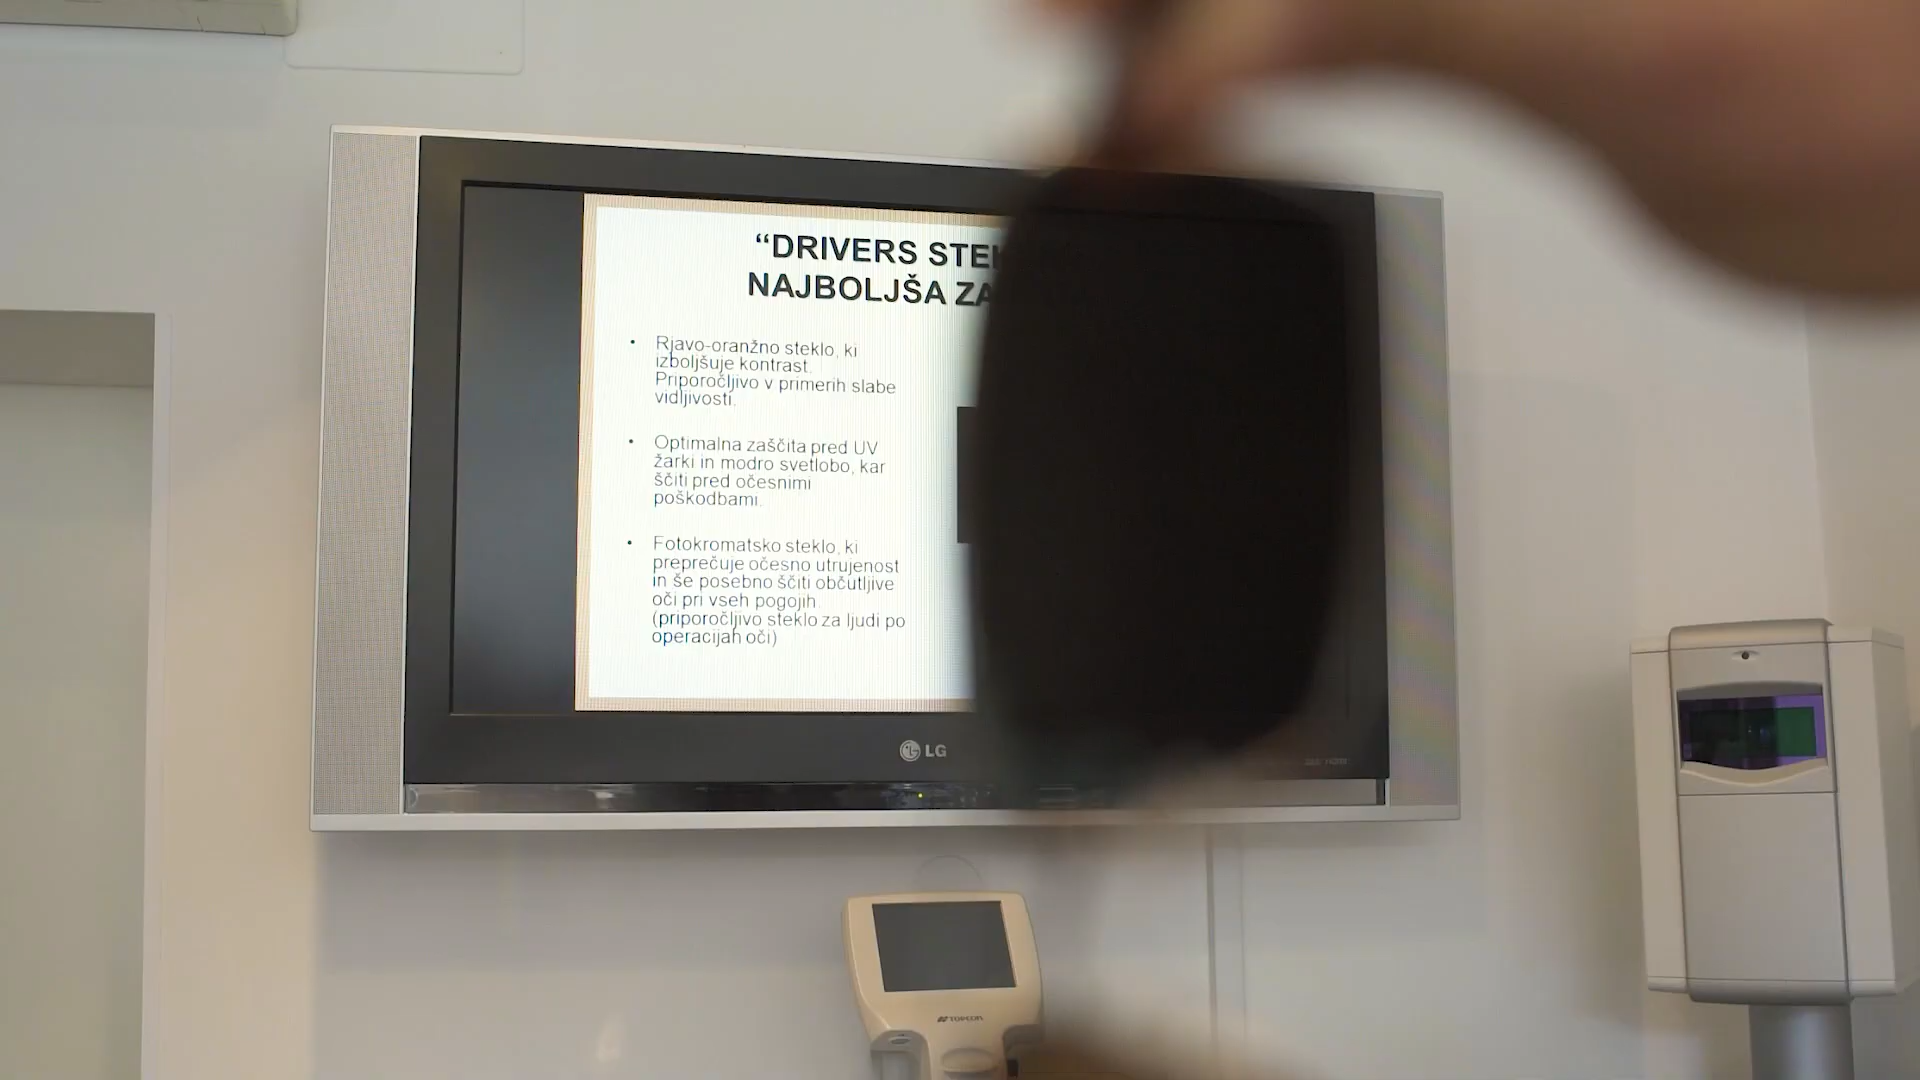 “DRIVERS
NAJBOLJŠA
• Rjavo-oranžno steklo, ki
izboljšuje kontrast.
Priporočljivo v primerih slabe
vidljivosti.
• Optimalna zaščita pred UV
žarki in modro svetlobo, kar
ščiti pred očesnimi
poškodbami.
• Fotokromatsko steklo, ki
preprečuje očesno utrujenost
in še posebno ščiti občutljive
oči pri vseh pogojih.
(priporočljivo steklo za ljudi po
operacijah oči)
LG
TOPCON